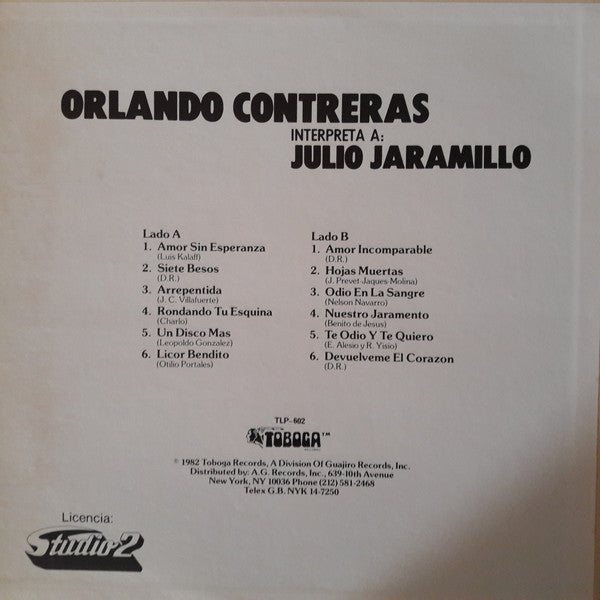 ORLANDO CONTRERAS
INTERPRETA A:
JULIO JARAMILLO
Lado A
1. Amor Sin Esperanza
(Luis Kalaff)
2. Siete Besos
(D.R.)
3. Arrepentida
(J. C. Villafuerte)
4. Rondando Tu Esquina
(Charlo)
5. Un Disco Mas
(Leopoldo Gonzalez)
6. Licor Bendito
(Otilio Portales)
Lado B
1. Amor Incomparable
(D.R.)
2. Hojas Muertas
(J. Prevet-Jaques-Molina)
3. Odio En La Sangre
(Nelson Navarro)
4. Nuestro Jaramento
(Benito de Jesus)
5. Te Odio Y Te Quiero
(E. Alesio y R. Yisio)
6. Devuelveme El Corazon
(D.R.)
TLP-602
TOBOGA™
© 1982 Toboga Records, A Division Of Guajiro Records, Inc.
Distributed by: A.G. Records, Inc., 639-10th Avenue
New York, NY 10036 Phone (212) 581-2468
Telex G.B. NYK 14-7250
Licencia:
Studio-2